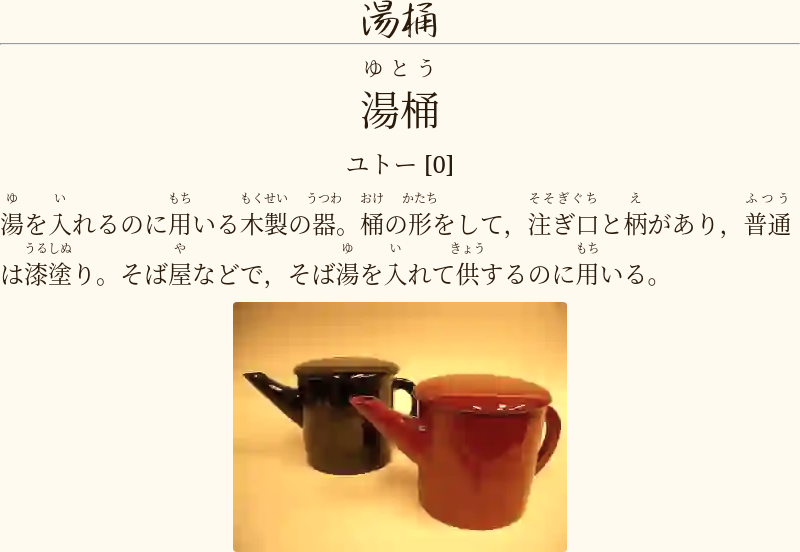 湯桶
ゆとう
湯桶
ユトー [0]
ゆ い もち もくせい うつわ おけ かたち そそぎぐち え ふつう
湯を入れるのに用いる木製の器。桶の形をして，注ぎ口と柄があり，普通
うるしぬ や ゆ い きょう もち
は漆塗り。そば屋などで，そば湯を入れて供するのに用いる。